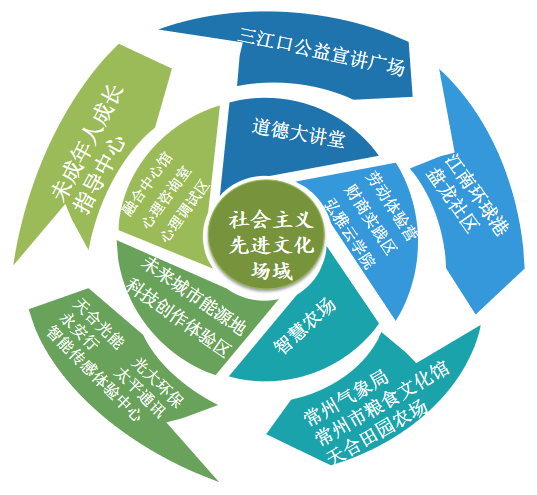 三江口公益宣讲广场
道德大讲堂
江南环球港
盘龙社区
劳动体验营
财商实践区
弘雅云学院
智慧农场
常州气象局
常州市粮食文化馆
天合田园农场
未来城市能源地
科技创作体验区
天合光能
永安行
智能传感体验中心
光大环保
太平通讯
未成年人成长
指导中心
融合中心馆
心理咨询室
心理调试区
社会主义
先进文化
场域